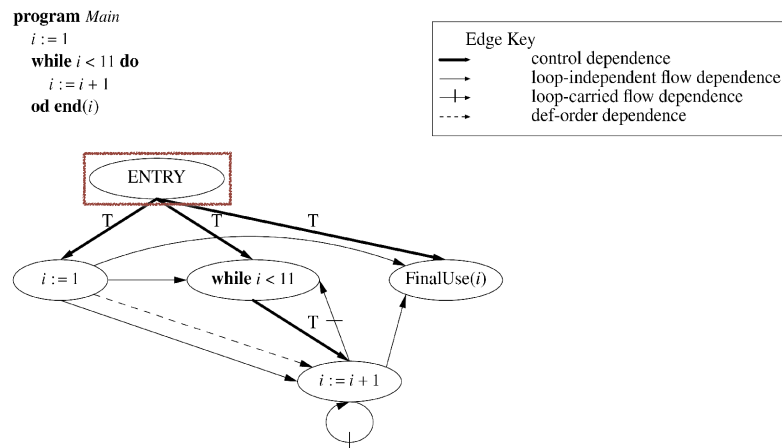 program Main
i := 1
while i < 11 do
i := i + 1
od end(i)
Edge Key
control dependence
loop-independent flow dependence
loop-carried flow dependence
def-order dependence
ENTRY
T T T
i := 1 while i < 11 FinalUse(i)
T
i := i + 1